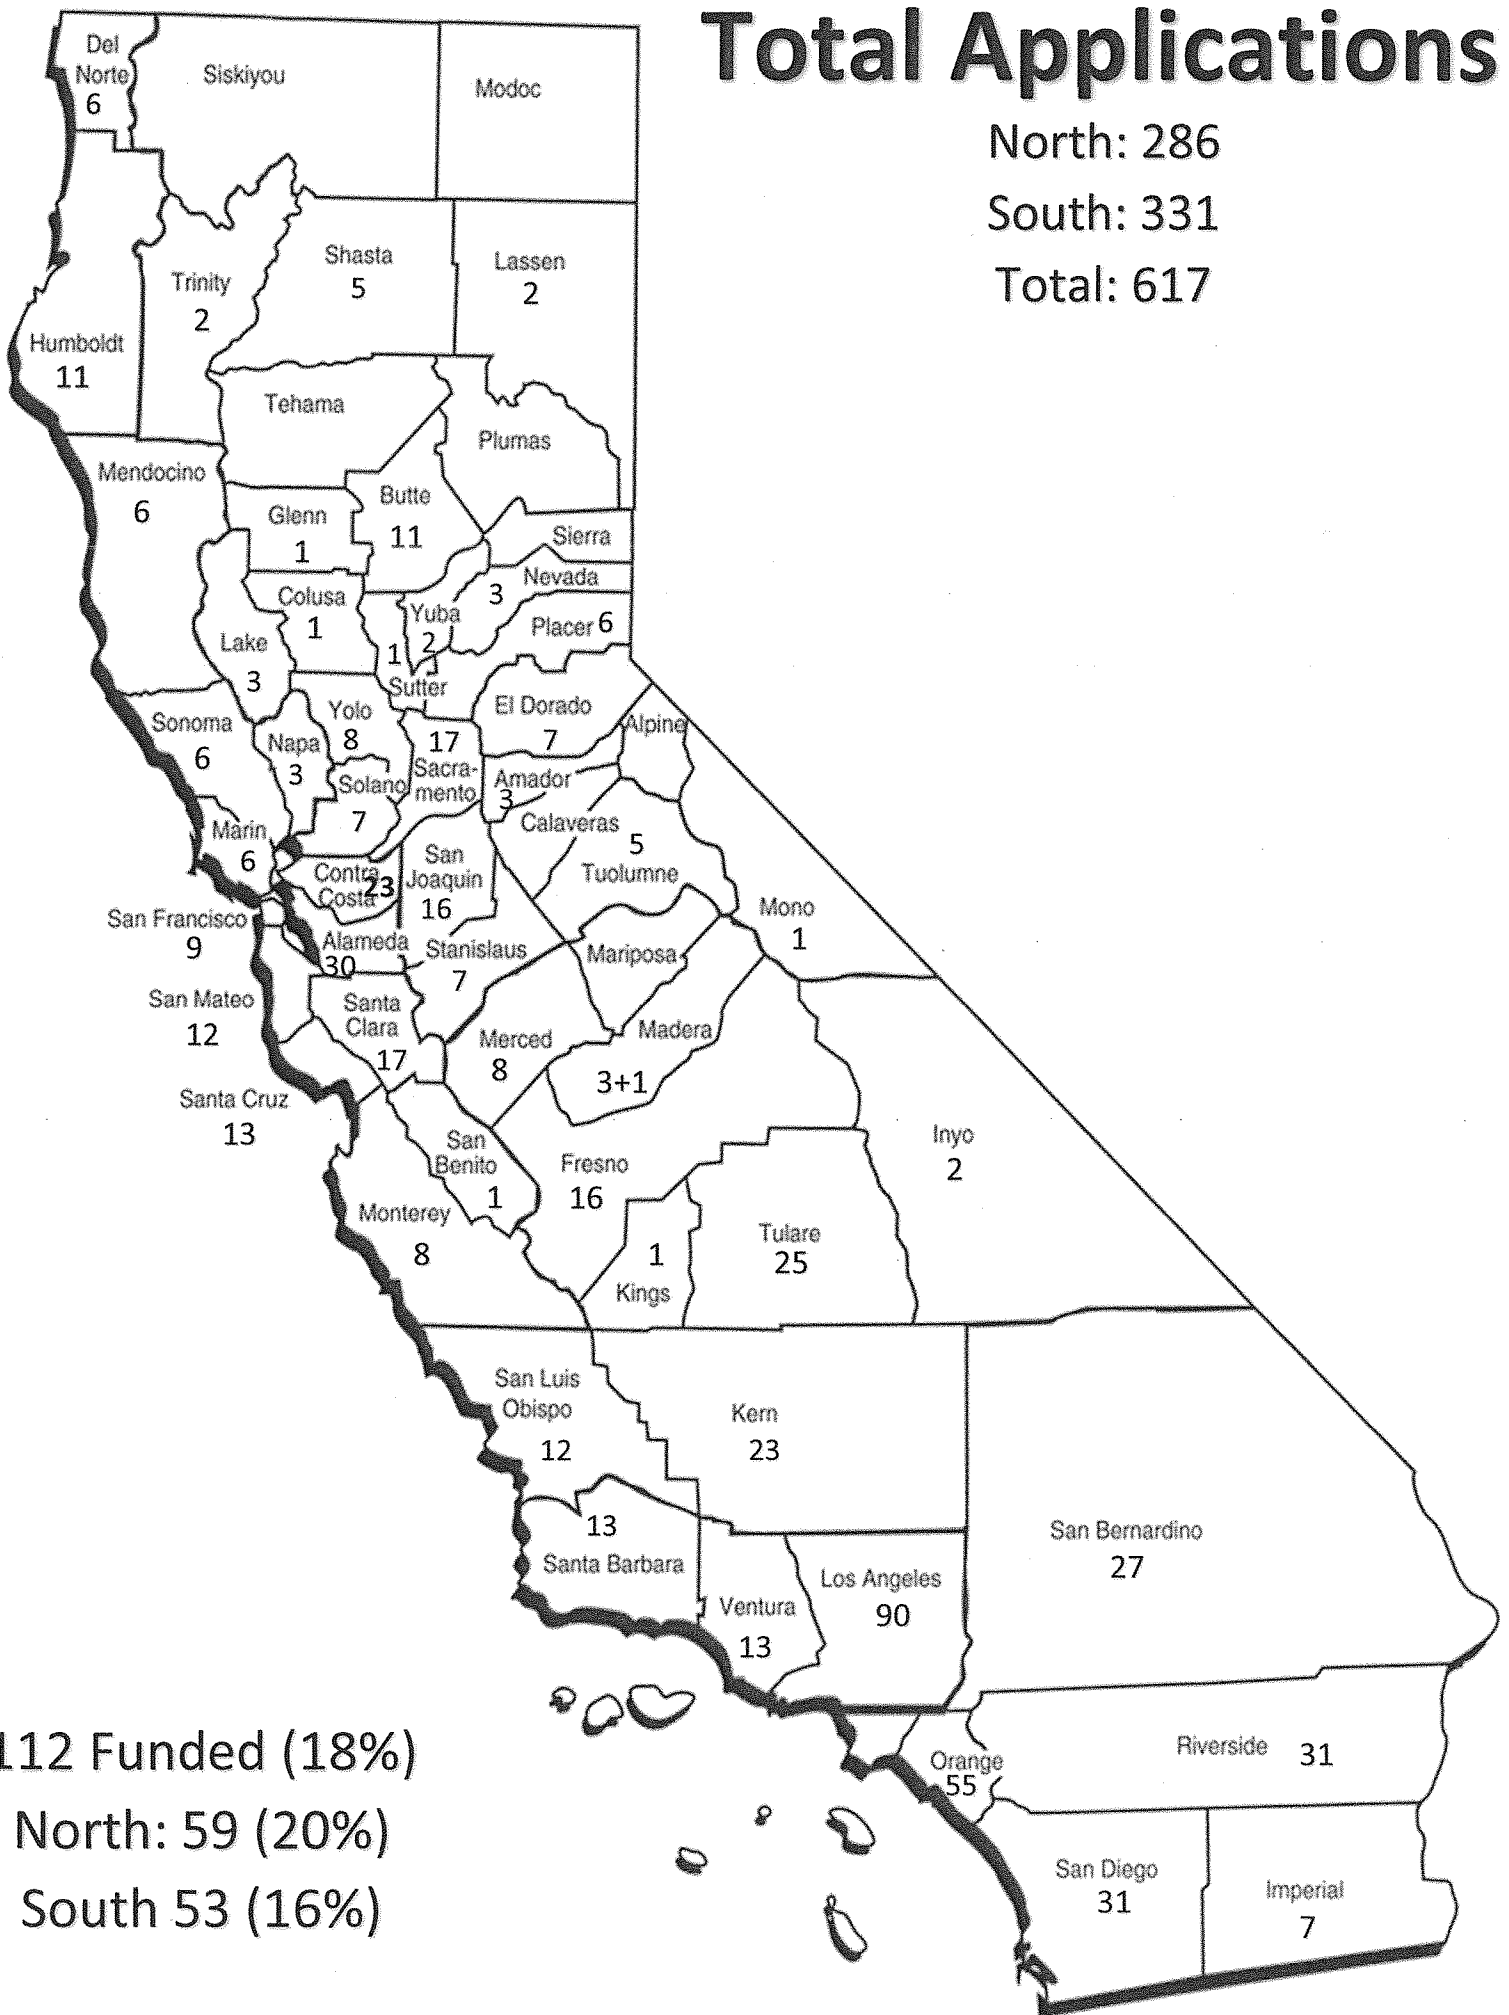 Total Applications
North: 286
South: 331
Total: 617
Del
Norte
6
Siskiyou
Modoc
Shasta
5
Lassen
2
Trinity
2
Humboldt
11
Tehama
Plumas
Mendocino
6
Butte
11
Glenn
1
Sierra
Nevada
3
Colusa
1
Yuba
2
Placer 6
Lake
3
1
Sutter
El Dorado
7
Sonoma
6
Yolo
8
Napa
3
17
Sacra-
mento
Alpine
Solano
7
Amador
3
Calaveras
5
Tuolumne
Marin
6
Contra
Costa
23
San
Joaquin
16
Mono
1
San Francisco
9
Alameda
30
Stanislaus
7
Mariposa
San Mateo
12
Santa
Clara
17
Merced
8
Madera
3+1
Santa Cruz
13
San
Benito
1
Fresno
16
Inyo
2
Monterey
8
1
Kings
Tulare
25
San Luis
Obispo
12
Kern
23
13
Santa Barbara
San Bernardino
27
Ventura
13
Los Angeles
90
Orange
55
Riverside 31
San Diego
31
Imperial
7
112 Funded (18%)
North: 59 (20%)
South 53 (16%)